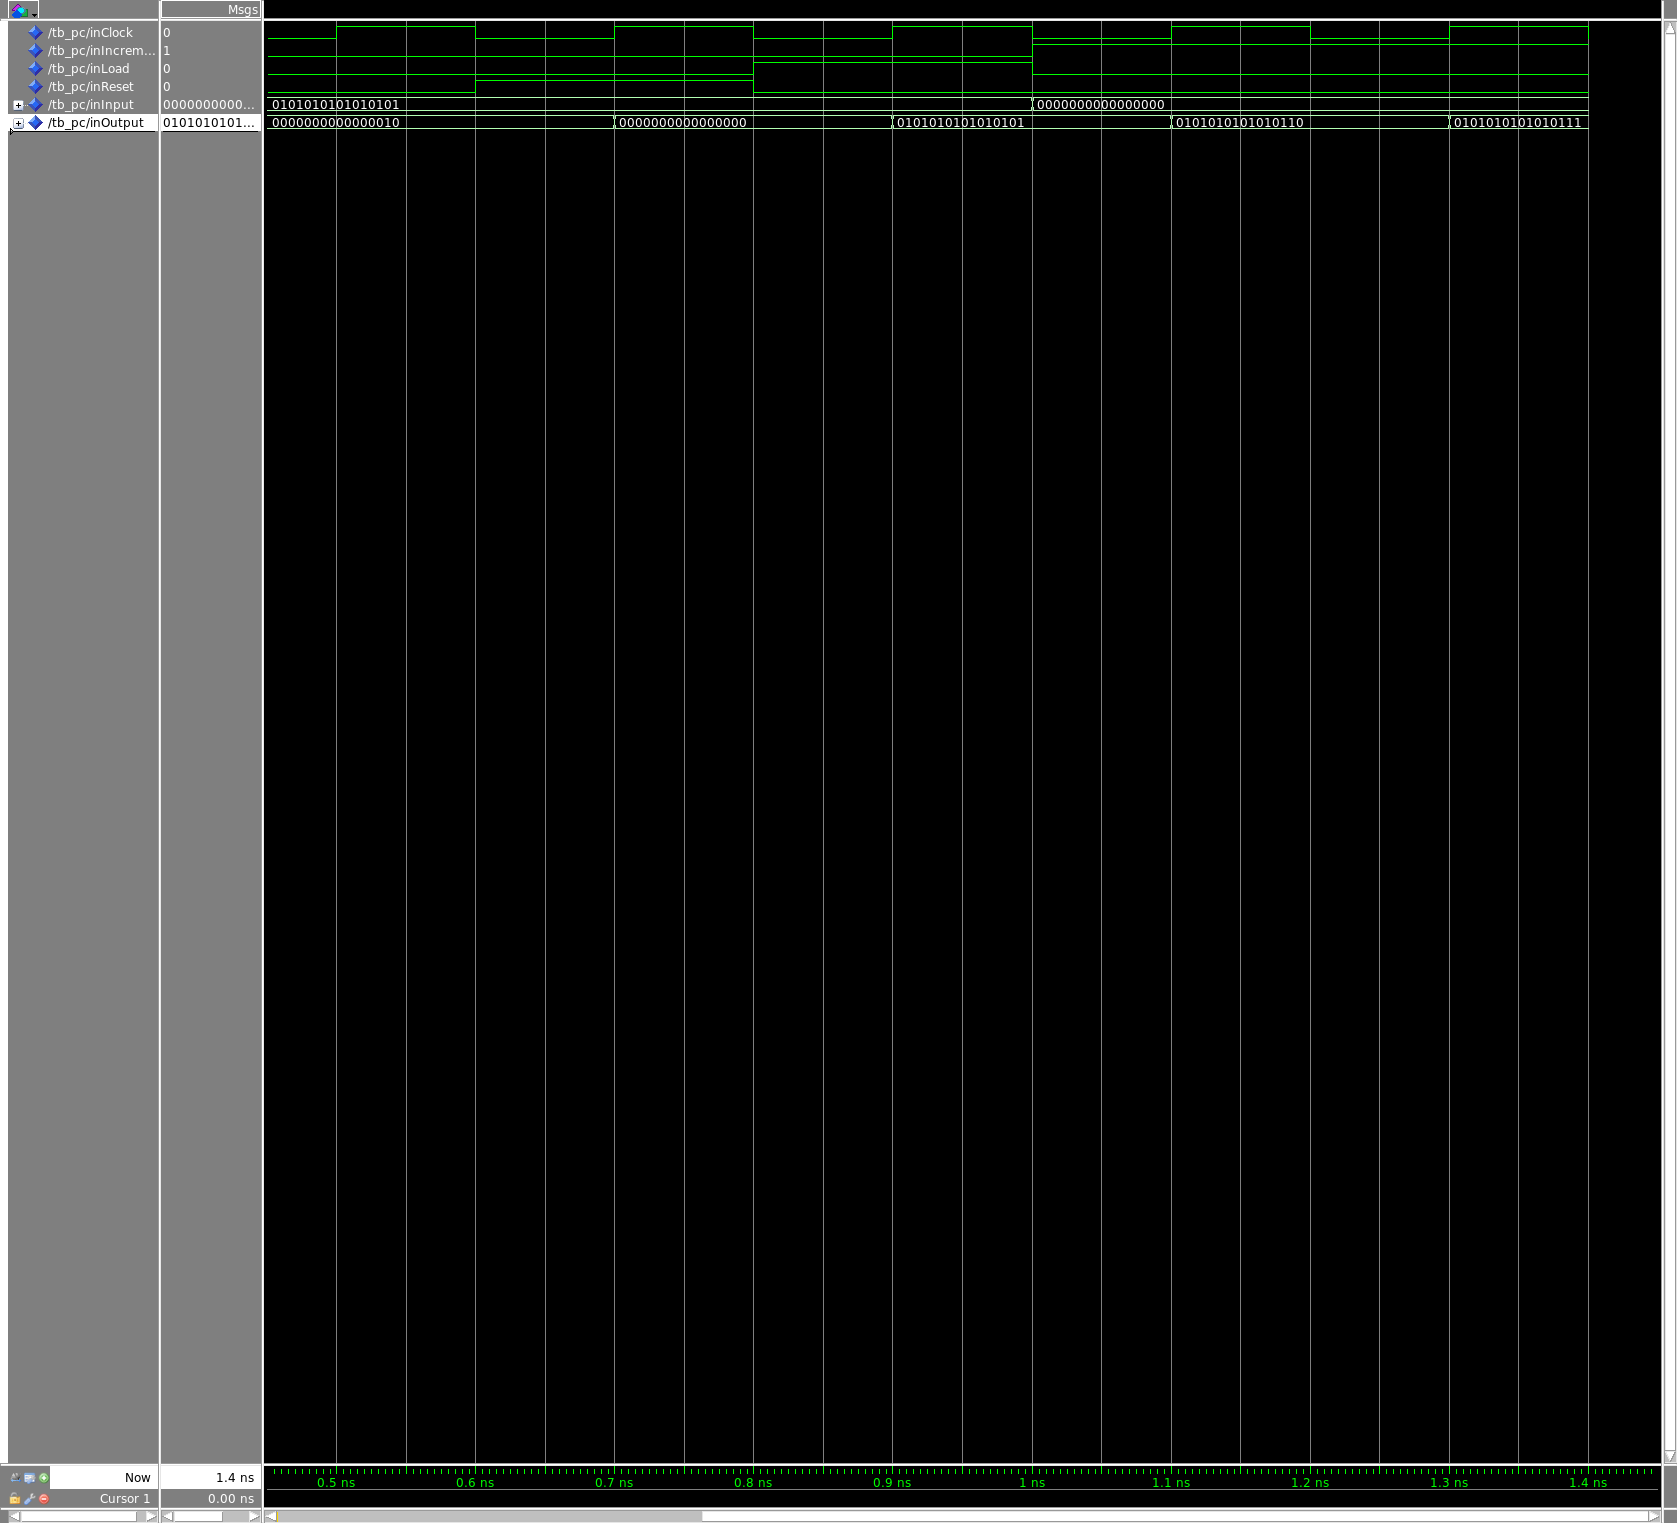 Msgs
/tb_pc/inClock 0
/tb_pc/inIncrem... 1
/tb_pc/inLoad 0
/tb_pc/inReset 0
/tb_pc/inInput 0000000000... 0101010101010101 0000000000000000
/tb_pc/inOutput 0101010101... 0000000000000010 0000000000000000 0101010101010101 0101010101010110 0101010101010111
Now 1.4 ns 0.5 ns 0.6 ns 0.7 ns 0.8 ns 0.9 ns 1 ns 1.1 ns 1.2 ns 1.3 ns 1.4 ns
Cursor 1 0.00 ns